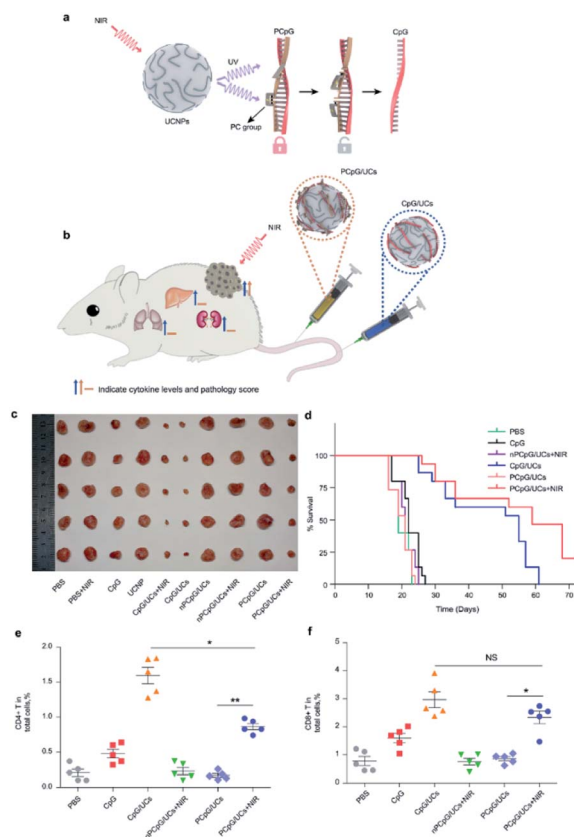 a
NIR
UV
UCNPs
PC group
PCpG
CpG
b
NIR
PCpG/UCs
CpG/UCs
Indicate cytokine levels and pathology score
c
PBS
PBS+NIR
CpG
UCNP
CpG/UCs+NIR
CpG/UCs
nPCpG/UCs
nPCpG/UCs+NIR
PCpG/UCs
PCpG/UCs+NIR
d
% Survival
100
75
50
25
0
0
10
20
30
40
50
60
70
Time (Days)
PBS
CpG
nPCpG/UCs+NIR
CpG/UCs
PCpG/UCs
PCpG/UCs+NIR
e
CD4+ T in
total cells,%
2.0
1.5
1.0
0.5
0.0
*
**
PBS
CpG
CpG/UCs
nPCpG/UCs+NIR
PCpG/UCs
PCpG/UCs+NIR
f
CD8+ T in
total cells,%
5
4
3
2
1
0
NS
*
PBS
CpG
CpG/UCs
nPCpG/UCs+NIR
PCpG/UCs
PCpG/UCs+NIR